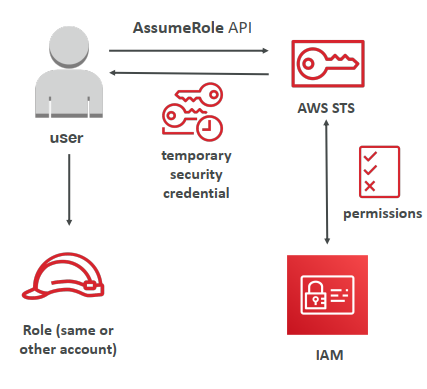 AssumeRole API
AWS STS
user
temporary
security
credential
permissions
Role (same or
other account)
IAM